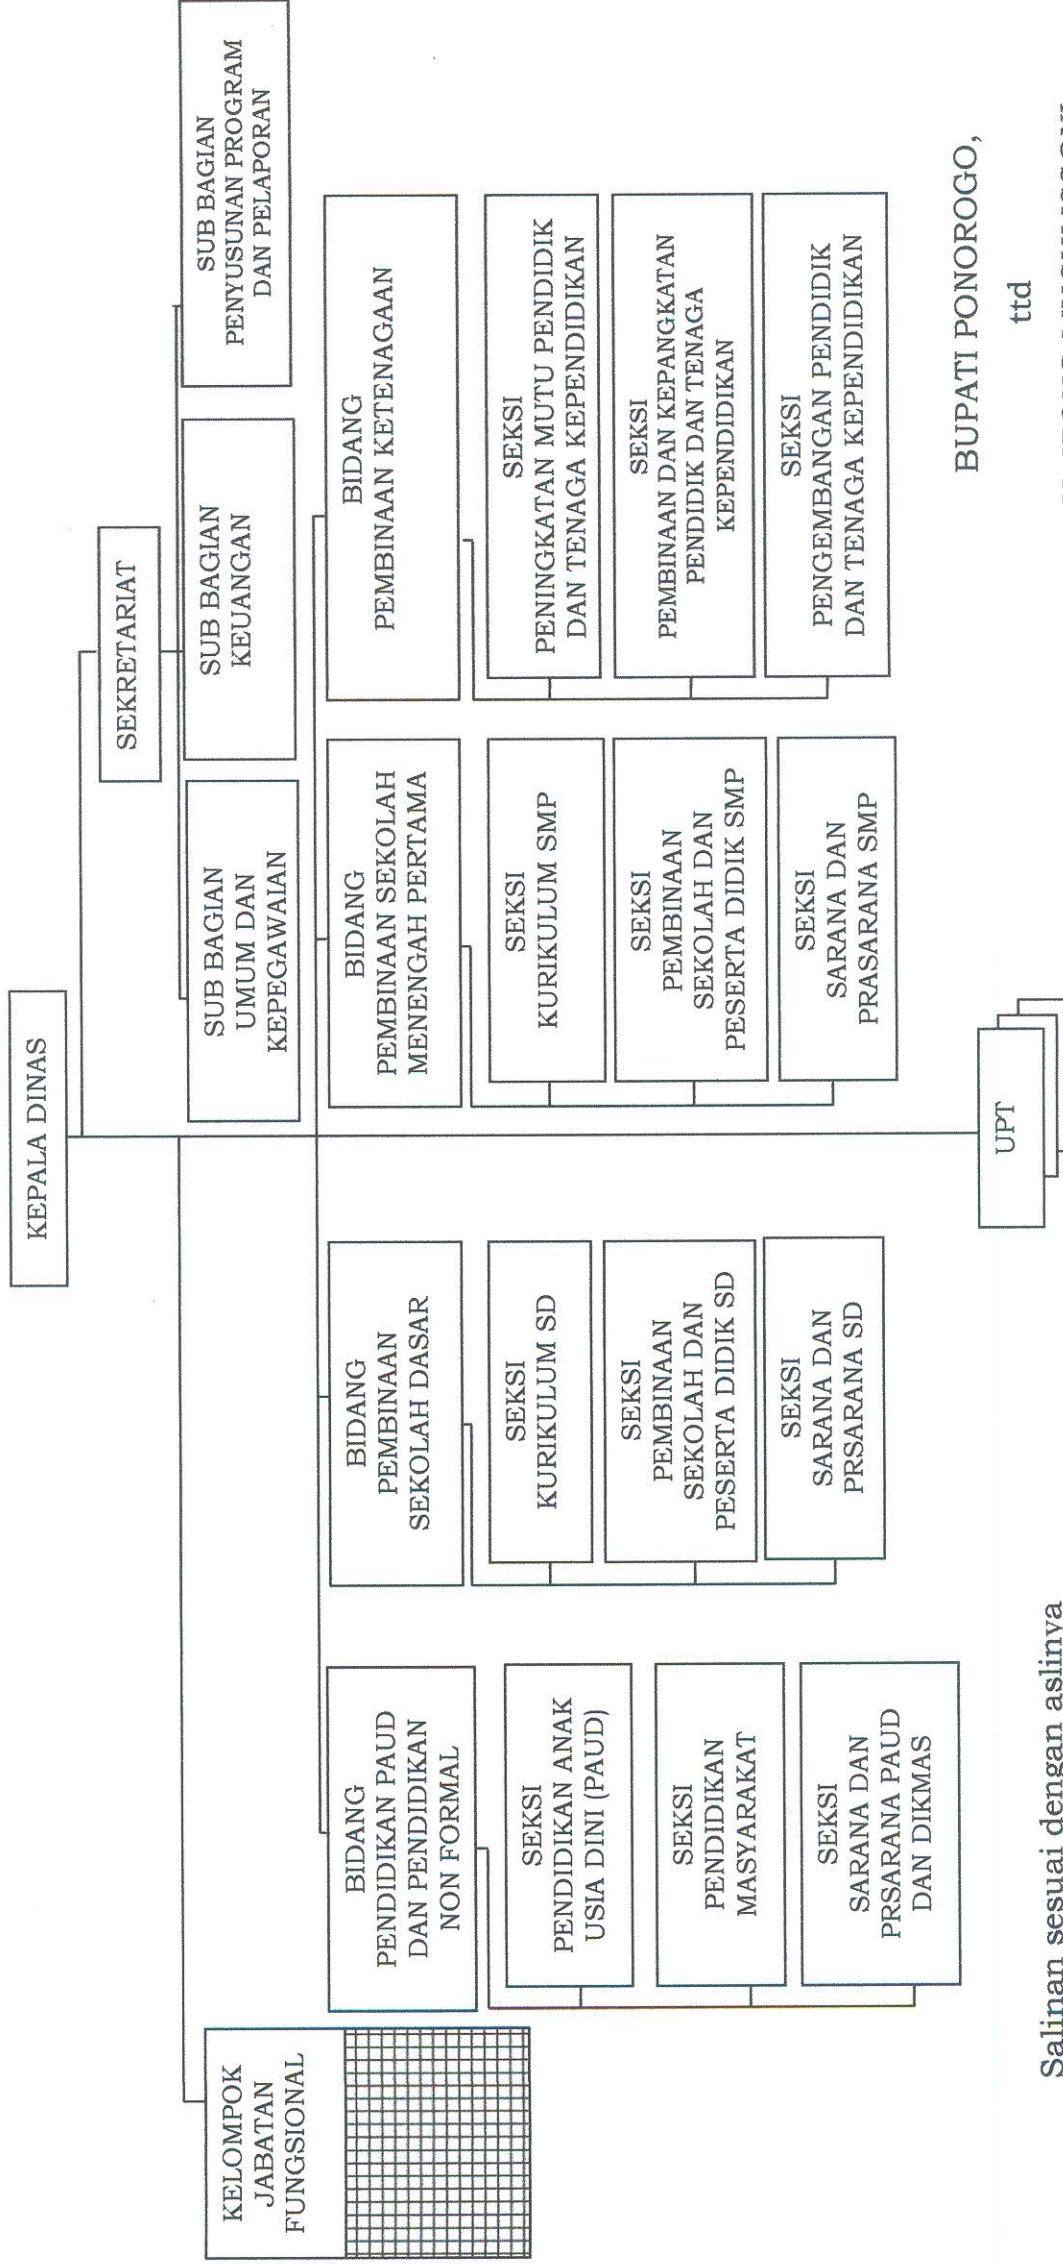 KEPALA DINAS
SEKRETARIAT
SUB BAGIAN
UMUM DAN
KEPEGAWAIAN
SUB BAGIAN
KEUANGAN
SUB BAGIAN
PENYUSUNAN PROGRAM
DAN PELAPORAN
KELOMPOK
JABATAN
FUNGSIONAL
BIDANG
PENDIDIKAN PAUD
DAN PENDIDIKAN
NON FORMAL
SEKSI
PENDIDIKAN ANAK
USIA DINI (PAUD)
SEKSI
PENDIDIKAN
MASYARAKAT
SEKSI
SARANA DAN
PRSARANA PAUD
DAN DIKMAS
BIDANG
PEMBINAAN
SEKOLAH DASAR
SEKSI
KURIKULUM SD
SEKSI
PEMBINAAN
SEKOLAH DAN
PESERTA DIDIK SD
SEKSI
SARANA DAN
PRSARANA SD
BIDANG
PEMBINAAN SEKOLAH
MENENGAH PERTAMA
SEKSI
KURIKULUM SMP
SEKSI
PEMBINAAN
SEKOLAH DAN
PESERTA DIDIK SMP
SEKSI
SARANA DAN
PRASARANA SMP
BIDANG
PEMBINAAN KETENAGAAN
SEKSI
PENINGKATAN MUTU PENDIDIK
DAN TENAGA KEPENDIDIKAN
SEKSI
PEMBINAAN DAN KEPANGKATAN
PENDIDIK DAN TENAGA
KEPENDIDIKAN
SEKSI
PENGEMBANGAN PENDIDIK
DAN TENAGA KEPENDIDIKAN
UPT
BUPATI PONOROGO,
ttd
Salinan sesuai dengan aslinya